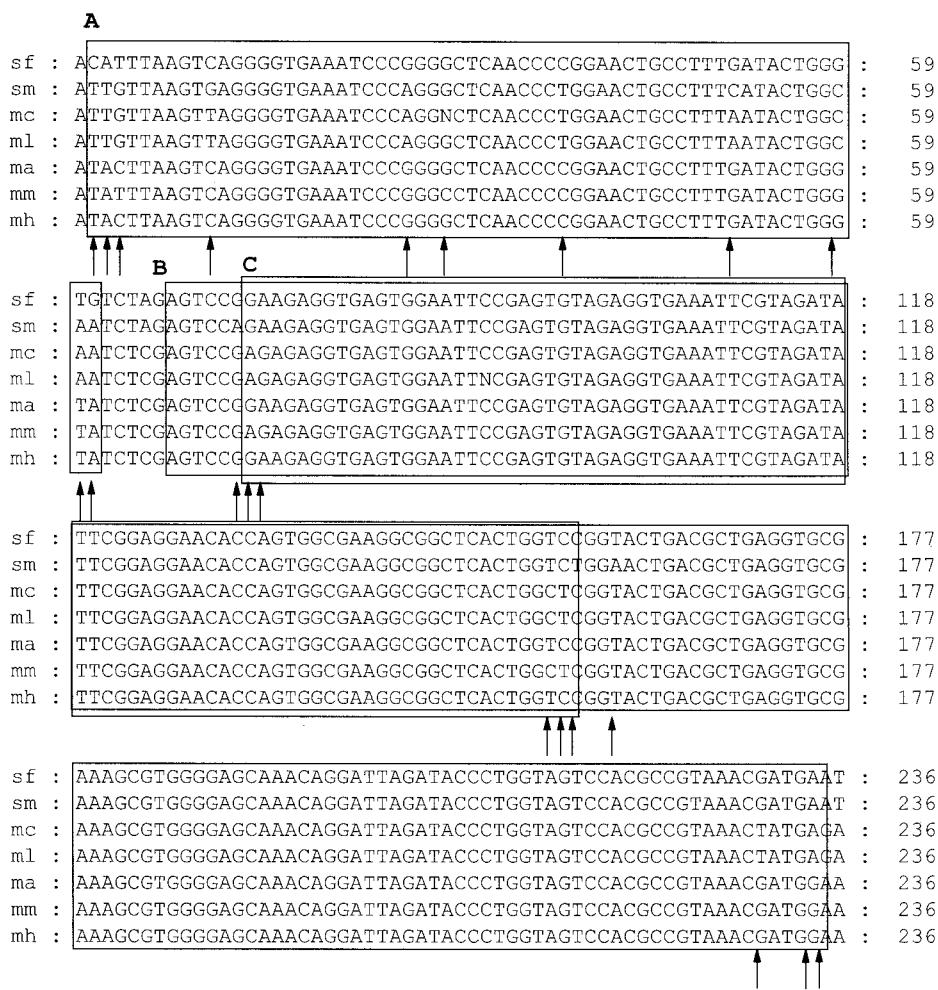 A
sf : ACATTTAAGTCAGGGGTGAAATCCCGGGGCTCAACCCCGGAACTGCCTTTGATACTGGG : 59
sm : ATTGTTAAGTGAGGGGTGAAATCCCAGGGCTCAACCCTGGAACTGCCTTTCATACTGGC : 59
mc : ATTGTTAAGTTAGGGGTGAAATCCCAGGNCTCAACCCTGGAACTGCCTTTAATACTGGC : 59
ml : ATTGTTAAGTTAGGGGTGAAATCCCAGGGCTCAACCCTGGAACTGCCTTTAATACTGGC : 59
ma : ATACTTAAGTCAGGGGTGAAATCCCGGGGCTCAACCCCGGAACTGCCTTTGATACTGGG : 59
mm : ATATTTAAGTCAGGGGTGAAATCCCGGGCCTCAACCCCGGAACTGCCTTTGATACTGGG : 59
mh : ATACTTAAGTCAGGGGTGAAATCCCGGGGCTCAACCCCGGAACTGCCTTTGATACTGGG : 59
B C
sf : TGTCTAGAGTCCGGAAGAGGTGAGTGGAATTCCGAGTGTAGAGGTGAAATTCGTAGATA : 118
sm : AATCTAGAGTCCAGAAGAGGTGAGTGGAATTCCGAGTGTAGAGGTGAAATTCGTAGATA : 118
mc : AATCTCGAGTCCGAGAGAGGTGAGTGGAATTCCGAGTGTAGAGGTGAAATTCGTAGATA : 118
ml : AATCTCGAGTCCGAGAGAGGTGAGTGGAATTNCGAGTGTAGAGGTGAAATTCGTAGATA : 118
ma : TATCTCGAGTCCGGAAGAGGTGAGTGGAATTCCGAGTGTAGAGGTGAAATTCGTAGATA : 118
mm : TATCTCGAGTCCGAGAGAGGTGAGTGGAATTCCGAGTGTAGAGGTGAAATTCGTAGATA : 118
mh : TATCTCGAGTCCGGAAGAGGTGAGTGGAATTCCGAGTGTAGAGGTGAAATTCGTAGATA : 118
sf : TTCGGAGGAACACCAGTGGCGAAGGCGGCTCACTGGTCCGGTACTGACGCTGAGGTGCG : 177
sm : TTCGGAGGAACACCAGTGGCGAAGGCGGCTCACTGGTCTGGAACTGACGCTGAGGTGCG : 177
mc : TTCGGAGGAACACCAGTGGCGAAGGCGGCTCACTGGCTCGGTACTGACGCTGAGGTGCG : 177
ml : TTCGGAGGAACACCAGTGGCGAAGGCGGCTCACTGGCTCGGTACTGACGCTGAGGTGCG : 177
ma : TTCGGAGGAACACCAGTGGCGAAGGCGGCTCACTGGTCCGGTACTGACGCTGAGGTGCG : 177
mm : TTCGGAGGAACACCAGTGGCGAAGGCGGCTCACTGGCTCGGTACTGACGCTGAGGTGCG : 177
mh : TTCGGAGGAACACCAGTGGCGAAGGCGGCTCACTGGTCCGGTACTGACGCTGAGGTGCG : 177
sf : AAAGCGTGGGGAGCAAACAGGATTAGATACCCTGGTAGTCCACGCCGTAAACGATGAAT : 236
sm : AAAGCGTGGGGAGCAAACAGGATTAGATACCCTGGTAGTCCACGCCGTAAACGATGAAT : 236
mc : AAAGCGTGGGGAGCAAACAGGATTAGATACCCTGGTAGTCCACGCCGTAAACTATGAGA : 236
ml : AAAGCGTGGGGAGCAAACAGGATTAGATACCCTGGTAGTCCACGCCGTAAACTATGAGA : 236
ma : AAAGCGTGGGGAGCAAACAGGATTAGATACCCTGGTAGTCCACGCCGTAAACGATGGAA : 236
mm : AAAGCGTGGGGAGCAAACAGGATTAGATACCCTGGTAGTCCACGCCGTAAACGATGGAA : 236
mh : AAAGCGTGGGGAGCAAACAGGATTAGATACCCTGGTAGTCCACGCCGTAAACGATGGAA : 236